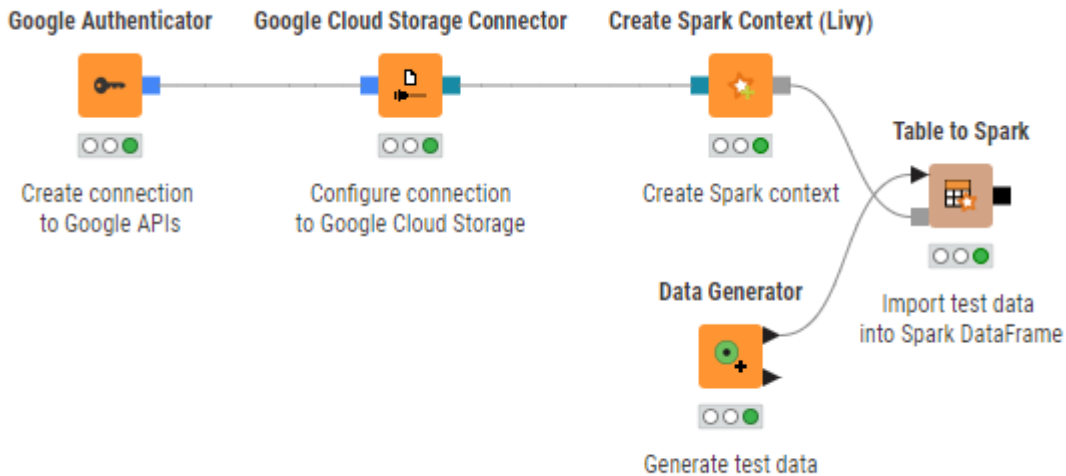 Google Authenticator
Google Cloud Storage Connector
Create Spark Context (Livy)
Create connection
to Google APIs
Configure connection
to Google Cloud Storage
Create Spark context
Table to Spark
Import test data
into Spark DataFrame
Data Generator
Generate test data